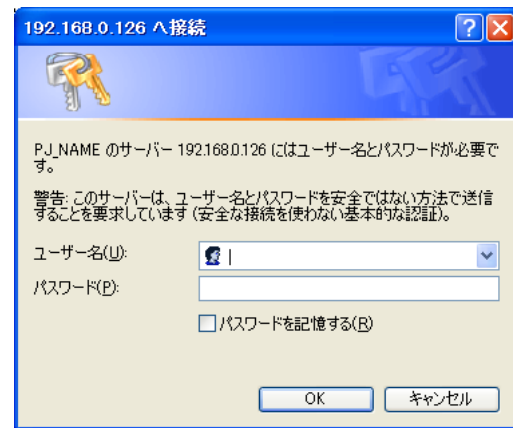 192.168.0.126 へ接続
PJ_NAME のサーバー 192.168.0.126 にはユーザー名とパスワードが必要で
す。
警告: このサーバーは、ユーザー名とパスワードを安全ではない方法で送信
することを要求しています (安全な接続を使わない基本的な認証)。
ユーザー名(U):
パスワード(P):
パスワードを記憶する(R)
OK
キャンセル